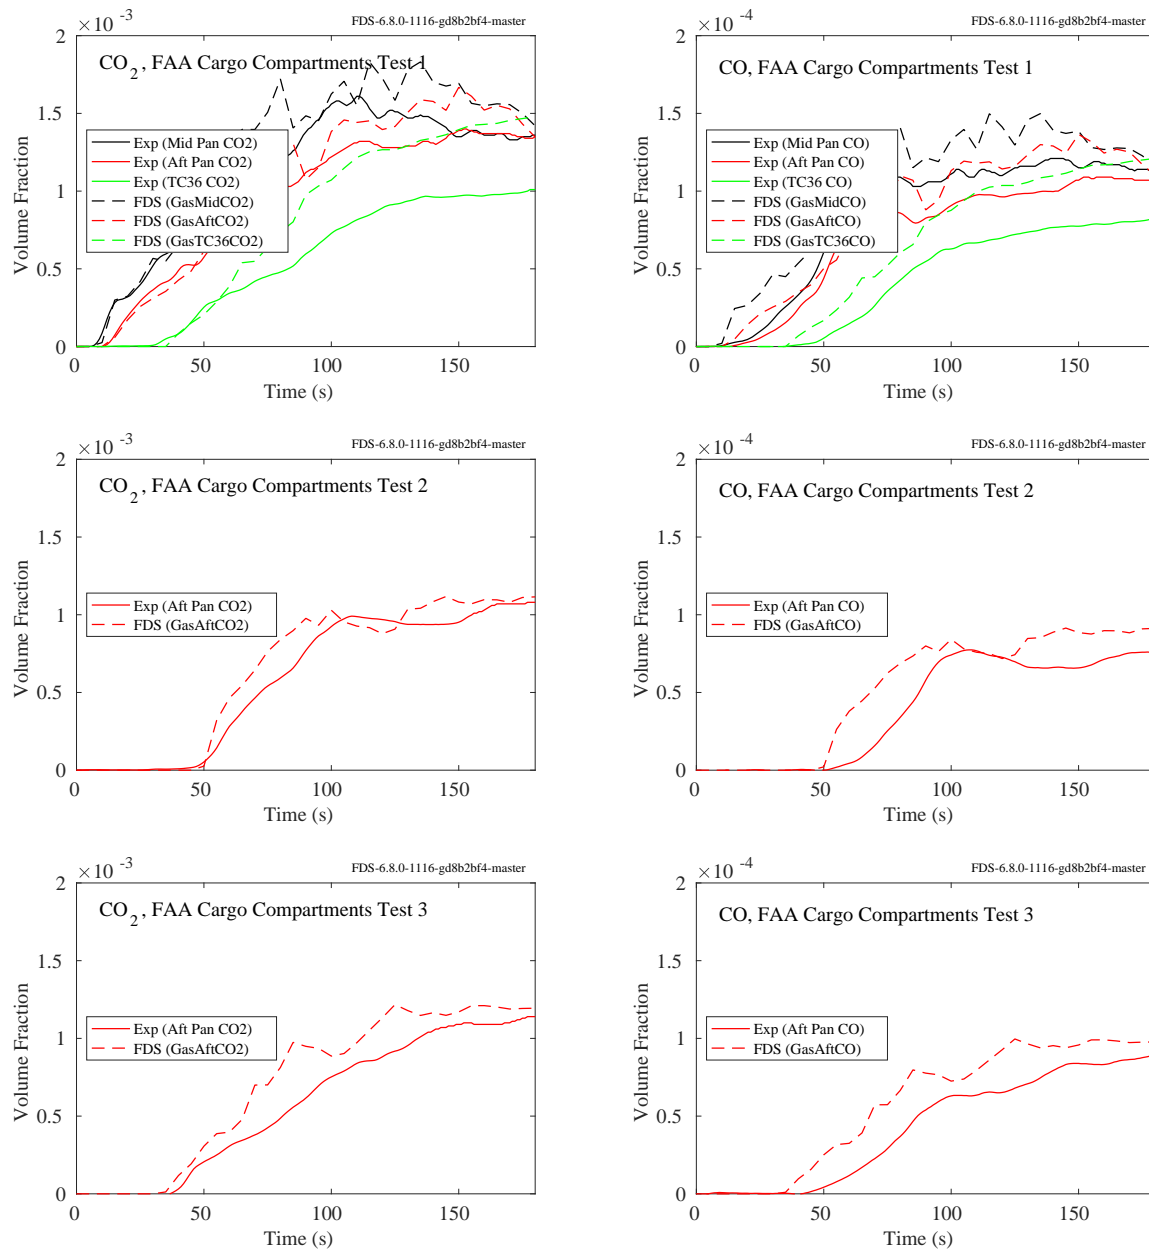 ×10 -3
FDS-6.8.0-1116-gd8b2bf4-master
CO2, FAA Cargo Compartments Test 1
Exp (Mid Pan CO2)
Exp (Aft Pan CO2)
Exp (TC36 CO2)
FDS (GasMidCO2)
FDS (GasAftCO2)
FDS (GasTC36CO2)
Volume Fraction
2
1.5
1
0.5
0
0 50 100 150
Time (s)
×10 -4
FDS-6.8.0-1116-gd8b2bf4-master
CO, FAA Cargo Compartments Test 1
Exp (Mid Pan CO)
Exp (Aft Pan CO)
Exp (TC36 CO)
FDS (GasMidCO)
FDS (GasAftCO)
FDS (GasTC36CO)
Volume Fraction
2
1.5
1
0.5
0
0 50 100 150
Time (s)
×10 -3
FDS-6.8.0-1116-gd8b2bf4-master
CO2, FAA Cargo Compartments Test 2
Exp (Aft Pan CO2)
FDS (GasAftCO2)
Volume Fraction
2
1.5
1
0.5
0
0 50 100 150
Time (s)
×10 -4
FDS-6.8.0-1116-gd8b2bf4-master
CO, FAA Cargo Compartments Test 2
Exp (Aft Pan CO)
FDS (GasAftCO)
Volume Fraction
2
1.5
1
0.5
0
0 50 100 150
Time (s)
×10 -3
FDS-6.8.0-1116-gd8b2bf4-master
CO2, FAA Cargo Compartments Test 3
Exp (Aft Pan CO2)
FDS (GasAftCO2)
Volume Fraction
2
1.5
1
0.5
0
0 50 100 150
Time (s)
×10 -4
FDS-6.8.0-1116-gd8b2bf4-master
CO, FAA Cargo Compartments Test 3
Exp (Aft Pan CO)
FDS (GasAftCO)
Volume Fraction
2
1.5
1
0.5
0
0 50 100 150
Time (s)